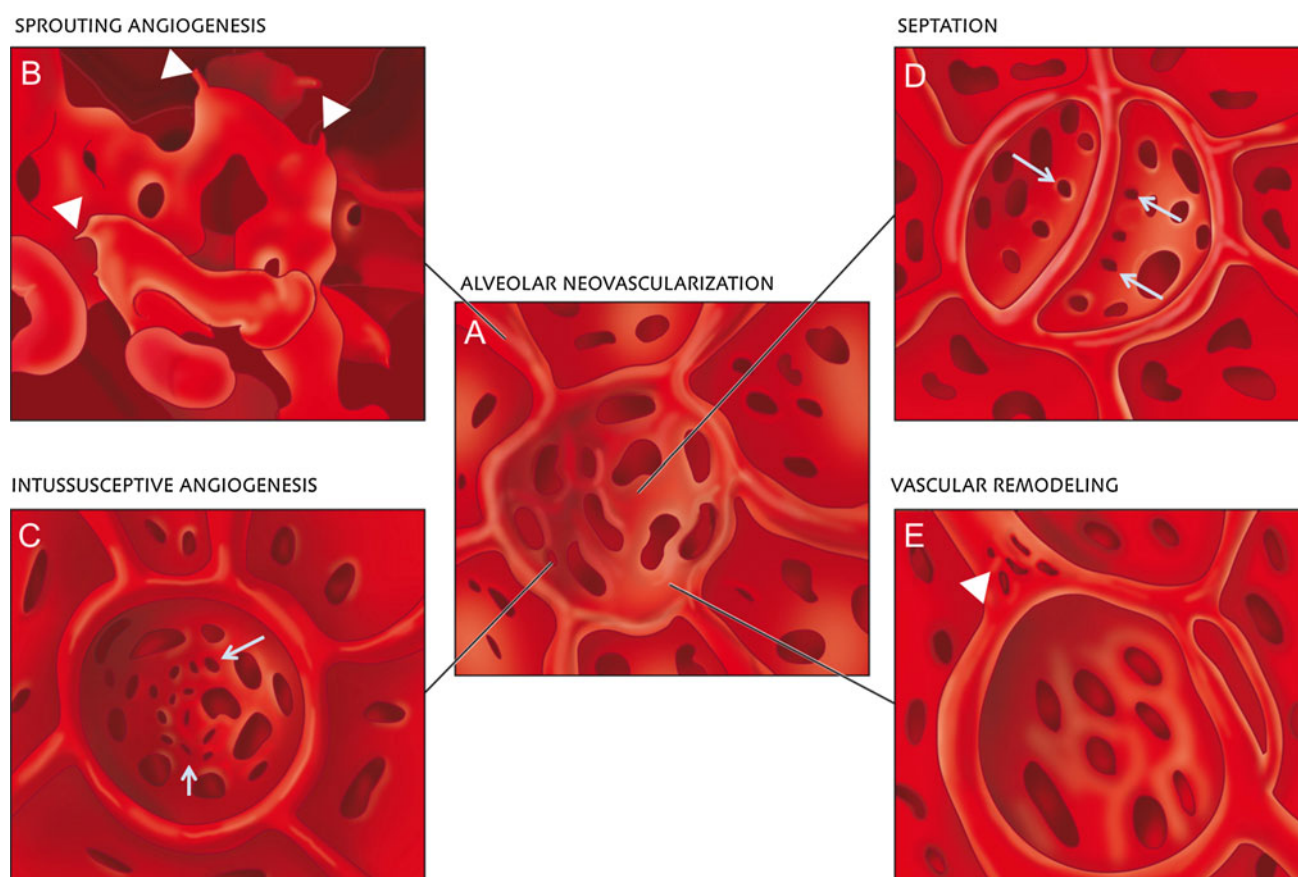 SPROUTING ANGIOGENESIS
B
SEPTATION
D
ALVEOLAR NEOVASCULARIZATION
A
INTUSSUSCEPTIVE ANGIOGENESIS
C
VASCULAR REMODELING
E